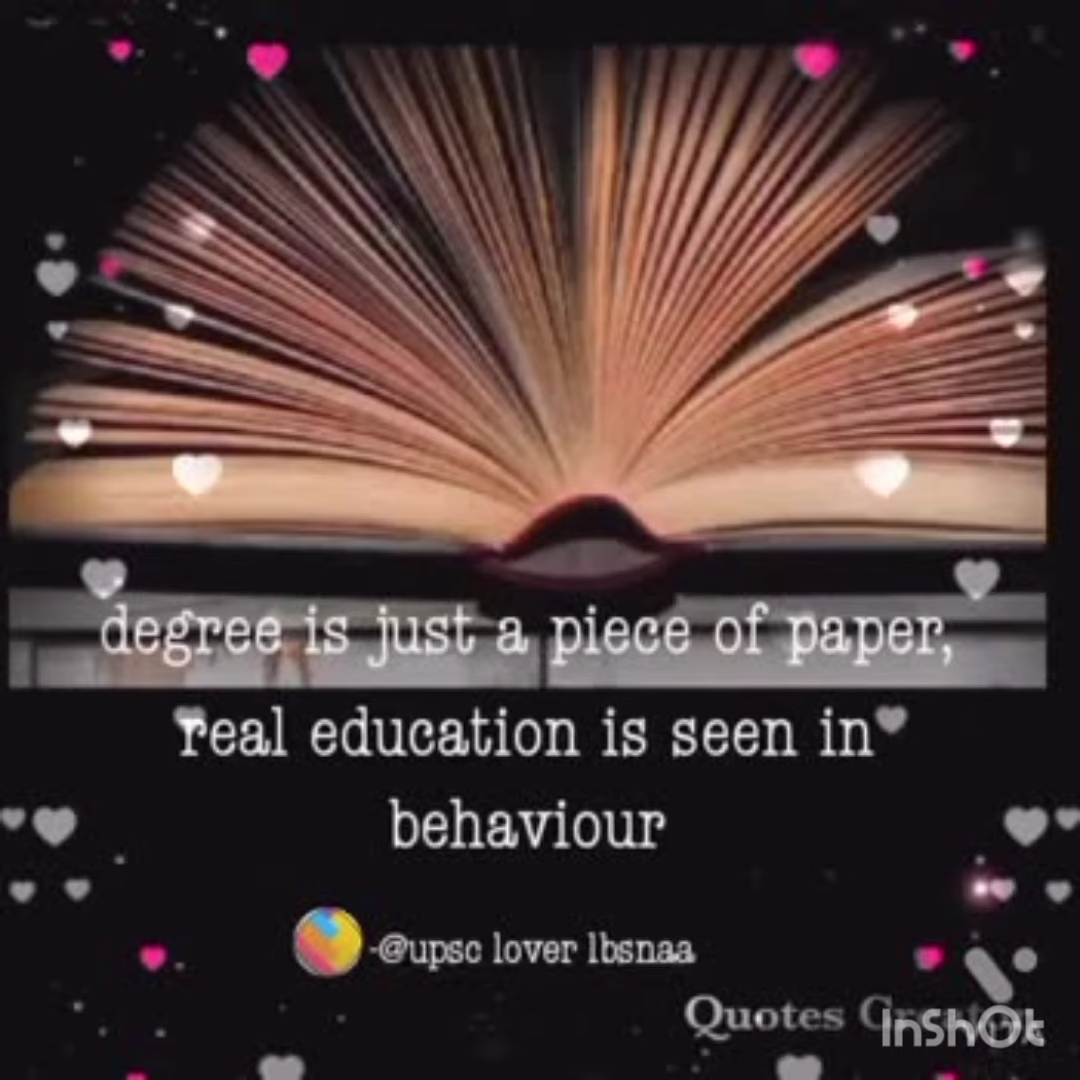 degree is just a piece of paper,
real education is seen in
behaviour
-@upsc lover lbsnaa
Quotes
InShOt